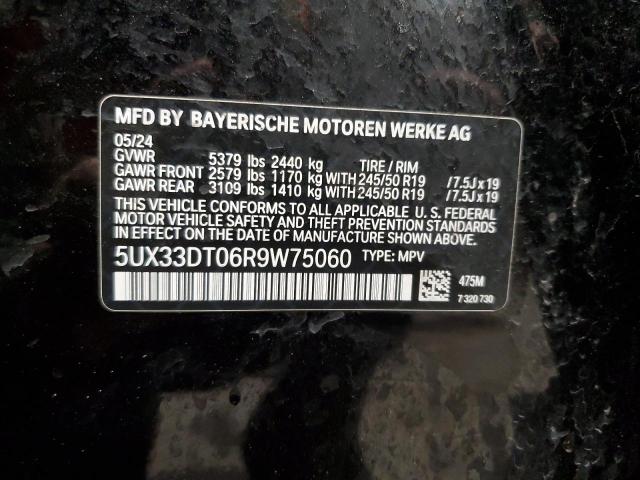 MFD BY BAYERISCHE MOTOREN WERKE AG
05/24
GVWR 5379 lbs 2440 kg TIRE / RIM
GAWR FRONT 2579 lbs 1170 kg WITH 245/50 R19 / 7.5J x 19
GAWR REAR 3109 lbs 1410 kg WITH 245/50 R19 / 7.5J x 19
THIS VEHICLE CONFORMS TO ALL APPLICABLE U. S. FEDERAL
MOTOR VEHICLE SAFETY AND THEFT PREVENTION STANDARDS
IN EFFECT ON THE DATE OF MANUFACTURE SHOWN ABOVE.
5UX33DT06R9W75060 TYPE: MPV
475M
7 320 730